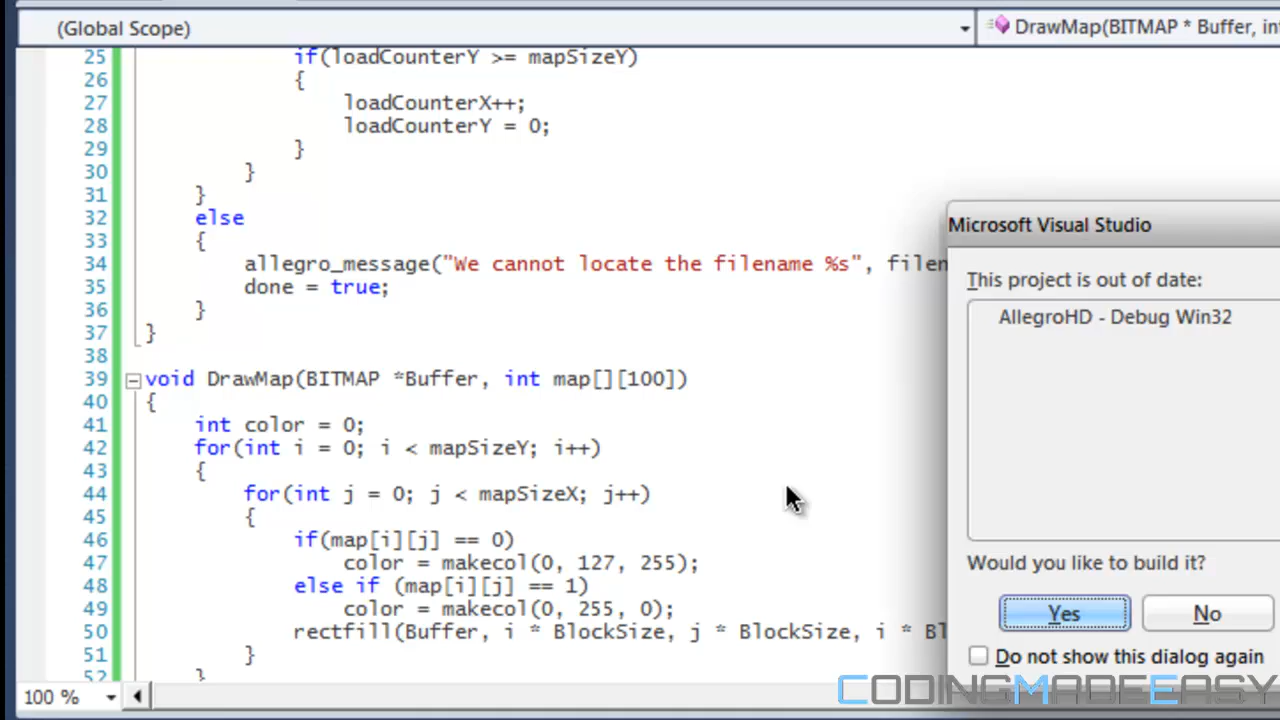 (Global Scope)
DrawMap(BITMAP * Buffer, int
25 if(loadCounterY >= mapSizeY)
26 {
27 loadCounterX++;
28 loadCounterY = 0;
29 }
30 }
31 }
32 else
33 {
34 allegro_message("We cannot locate the filename %s", filen
35 done = true;
36 }
37 }
38
39 void DrawMap(BITMAP *Buffer, int map[][100])
40 {
41 int color = 0;
42 for(int i = 0; i < mapSizeY; i++)
43 {
44 for(int j = 0; j < mapSizeX; j++)
45 {
46 if(map[i][j] == 0)
47 color = makecol(0, 127, 255);
48 else if (map[i][j] == 1)
49 color = makecol(0, 255, 0);
50 rectfill(Buffer, i * BlockSize, j * BlockSize, i * Bl
51 }
52 }
100 %
Microsoft Visual Studio
This project is out of date:
AllegroHD - Debug Win32
Would you like to build it?
Yes
No
Do not show this dialog again
CODINGMADEEASY